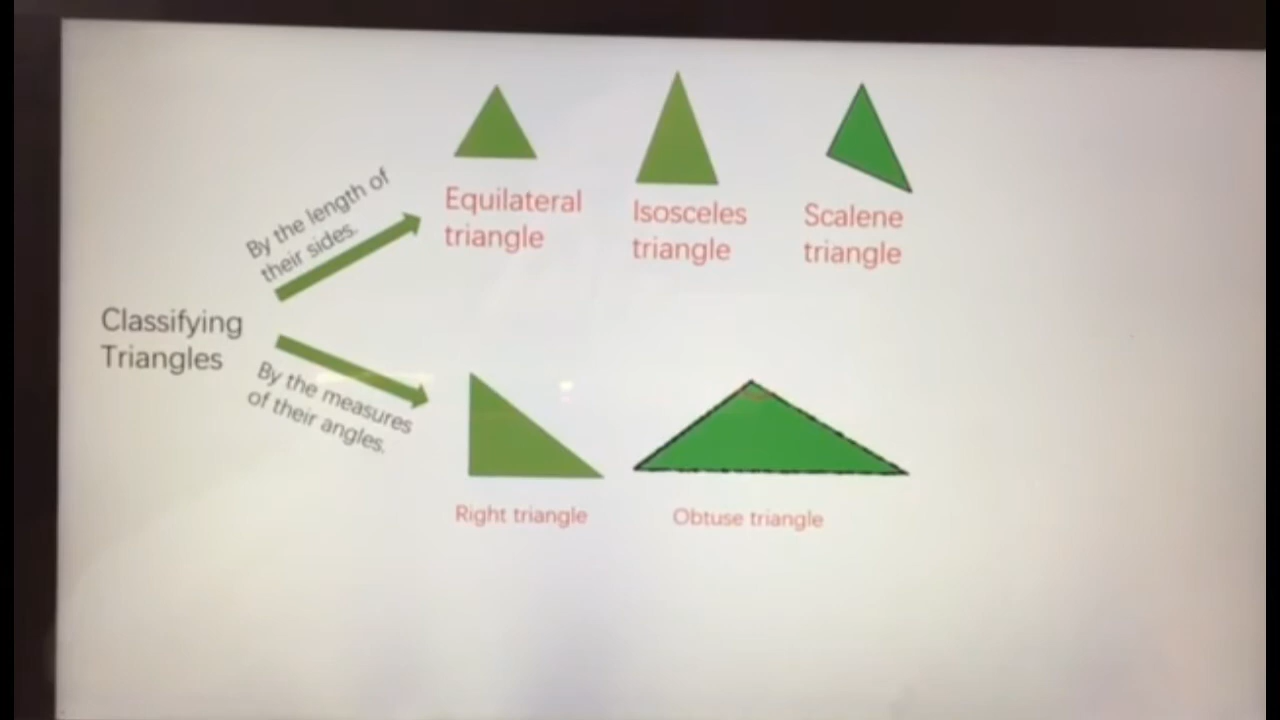 By the length of
their sides.
Equilateral
triangle
Isosceles
triangle
Scalene
triangle
Classifying
Triangles
By the measures
of their angles.
Right triangle
Obtuse triangle